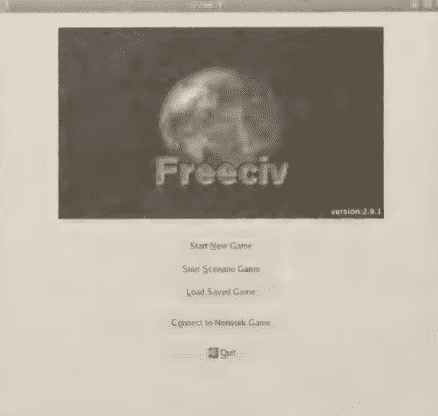 Freeciv
version:2.0.1
Start New Game
Start Scenario Game
Load Saved Game
Connect to Network Game
Quit